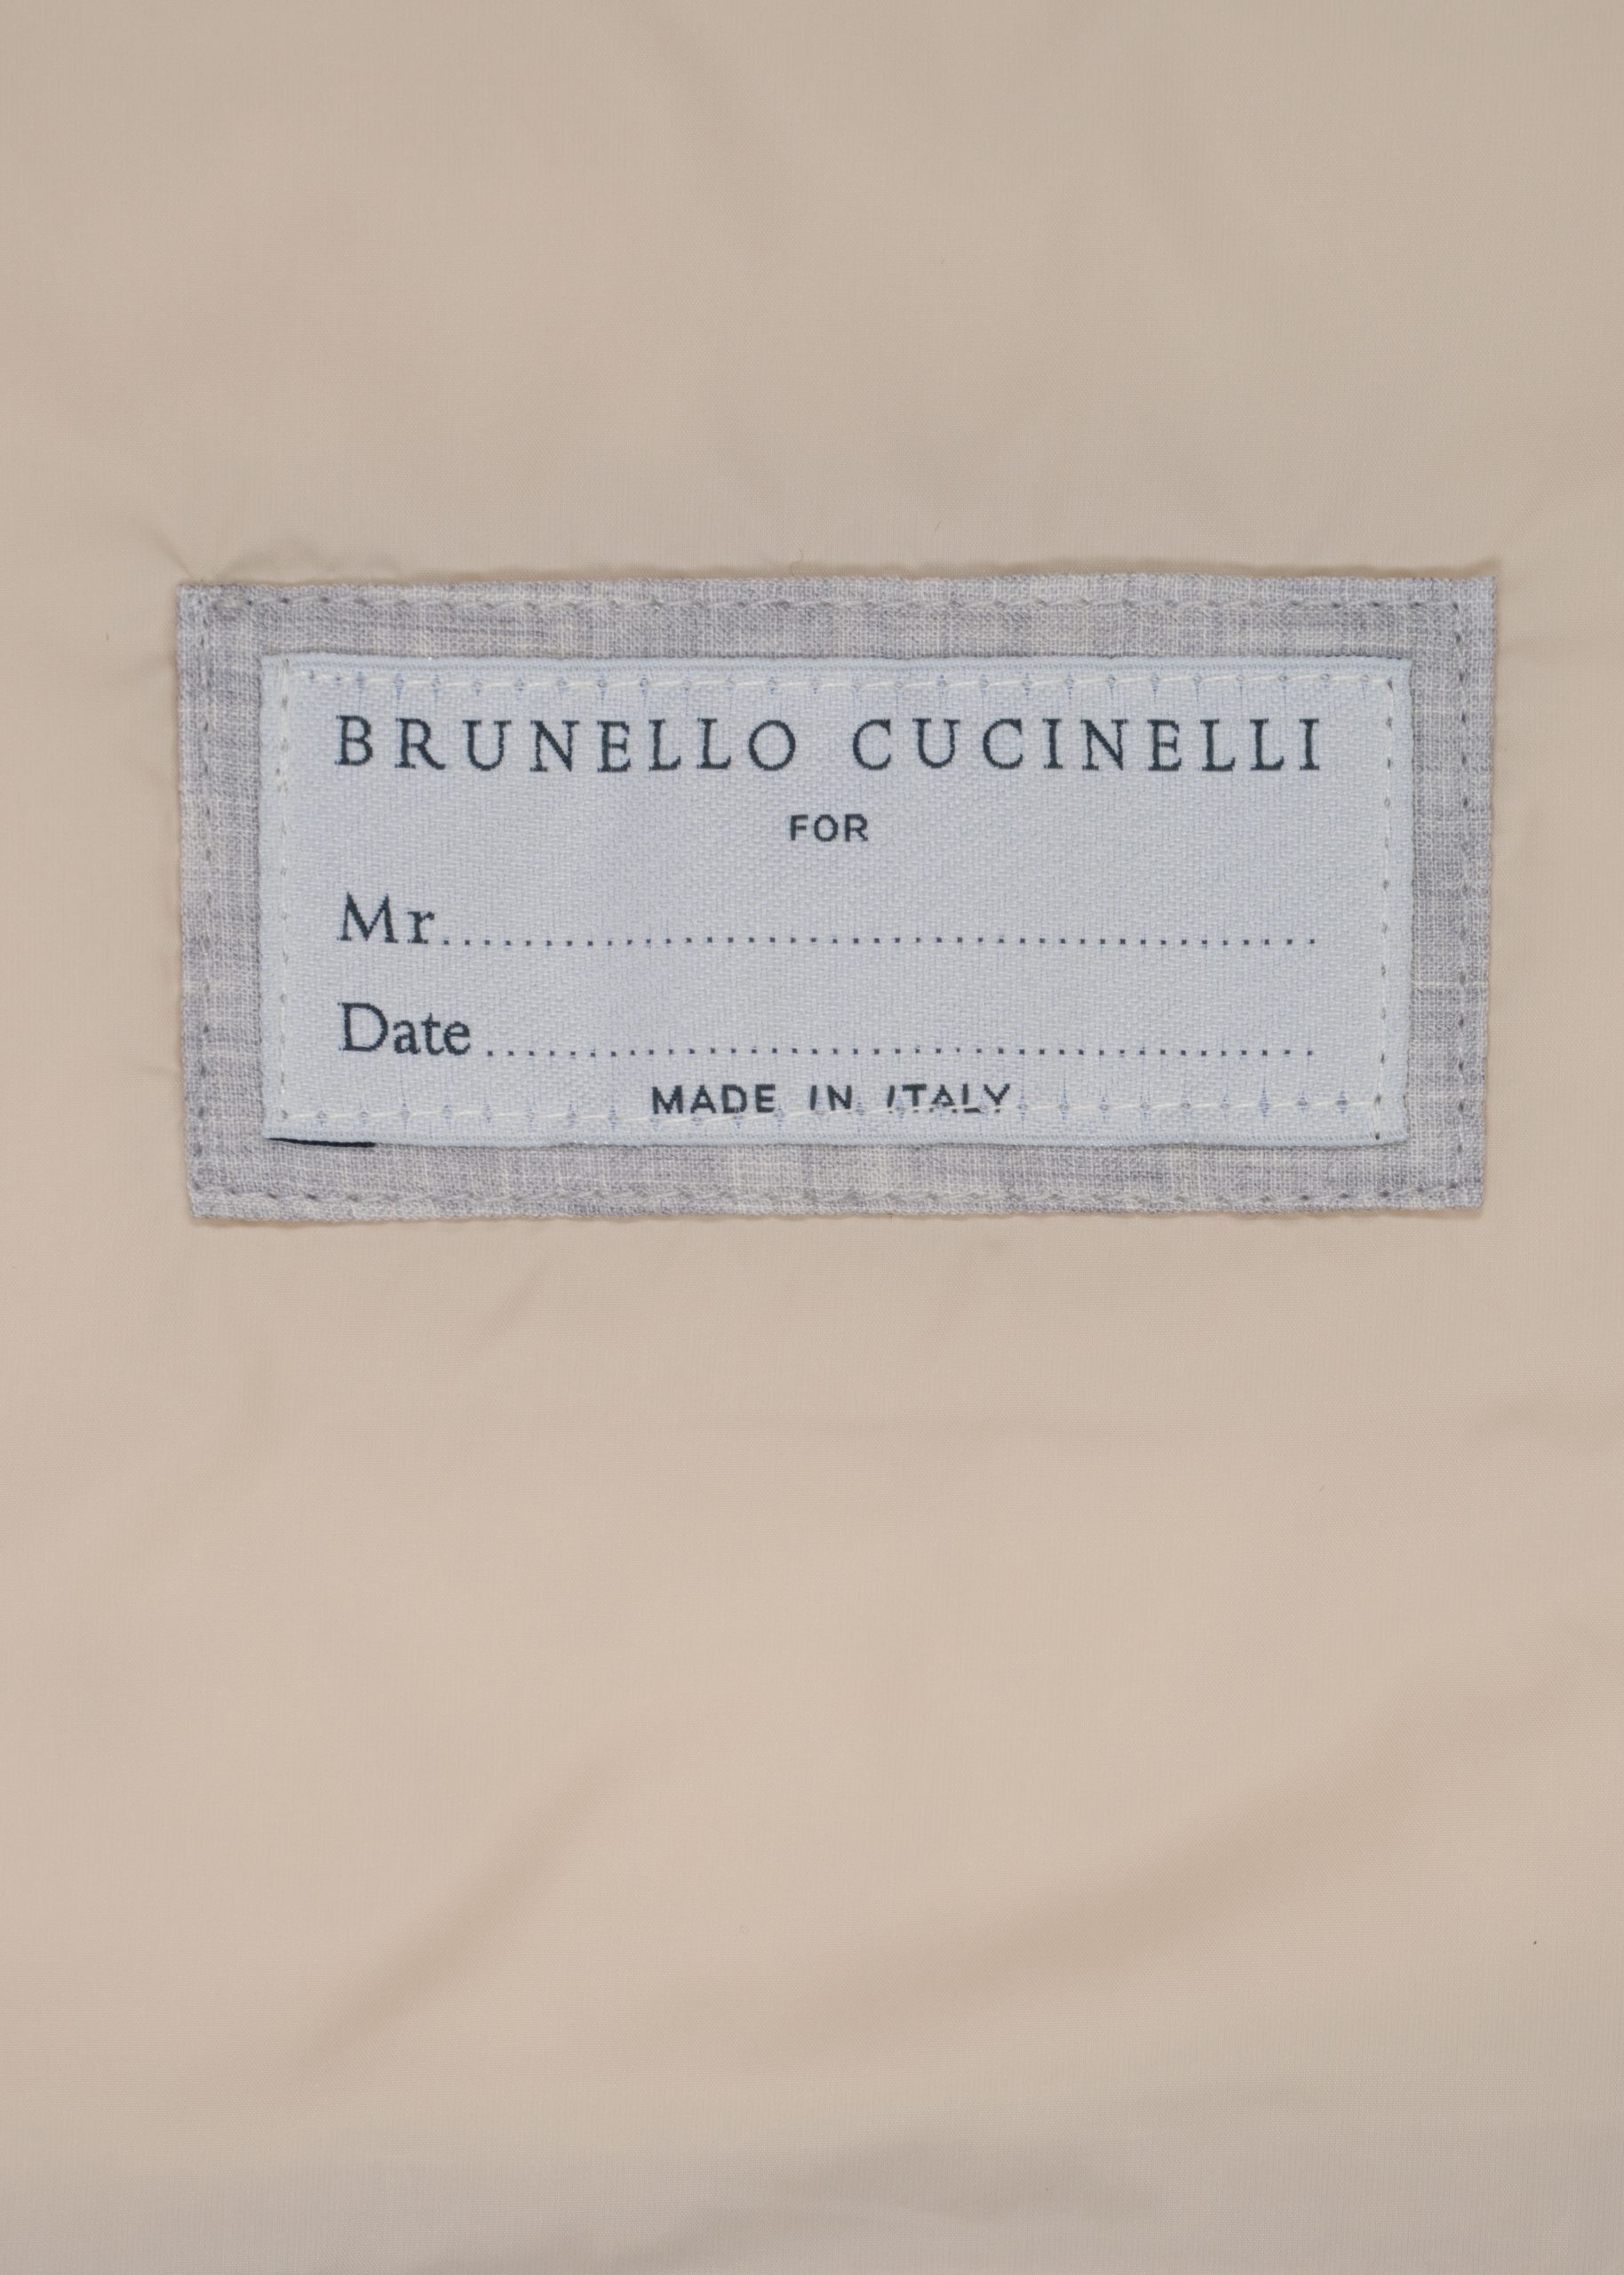 BRUNELLO CUCINELLI
FOR
Mr..........................................
Date........................................
MADE IN ITALY